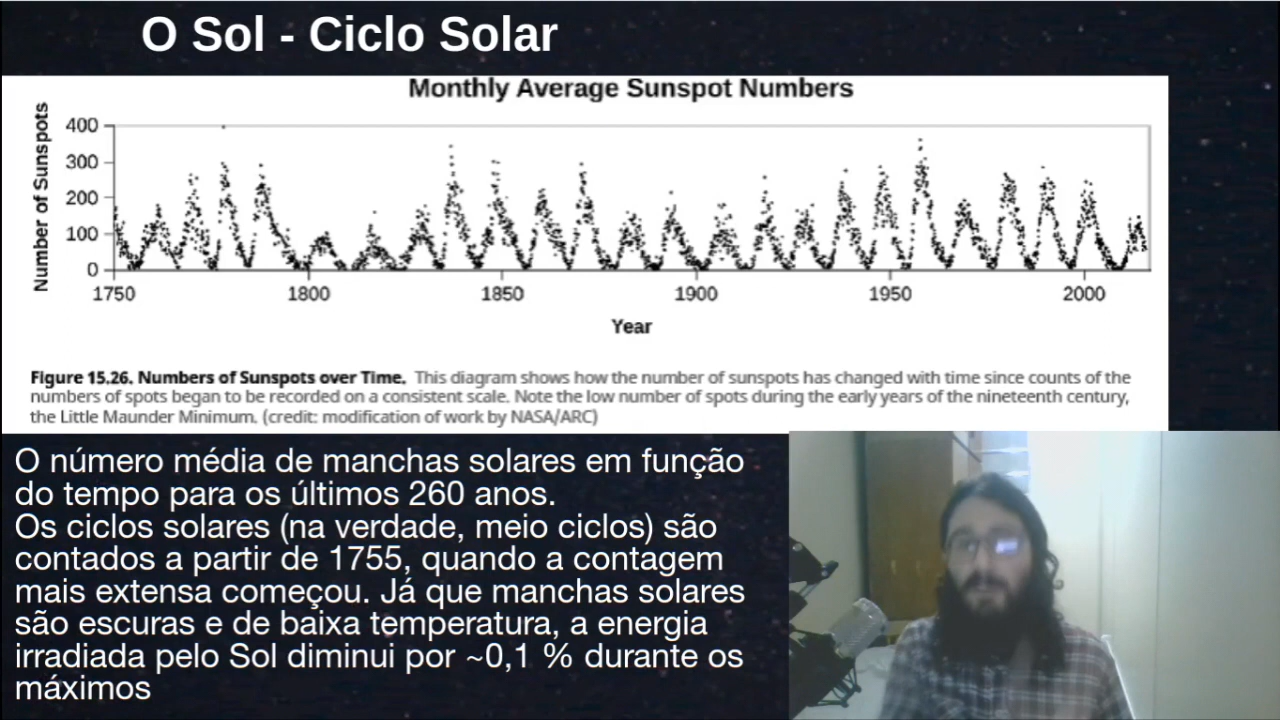 O Sol - Ciclo Solar
Monthly Average Sunspot Numbers
Number of Sunspots
400
300
200
100
0
1750
1800
1850
1900
1950
2000
Year
Figure 15.26. Numbers of Sunspots over Time. This diagram shows how the number of sunspots has changed with time since counts of the
numbers of spots began to be recorded on a consistent scale. Note the low number of spots during the early years of the nineteenth century,
the Little Maunder Minimum. (credit: modification of work by NASA/ARC)
O número média de manchas solares em função
do tempo para os últimos 260 anos.
Os ciclos solares (na verdade, meio ciclos) são
contados a partir de 1755, quando a contagem
mais extensa começou. Já que manchas solares
são escuras e de baixa temperatura, a energia
irradiada pelo Sol diminui por ~0,1 % durante os
máximos